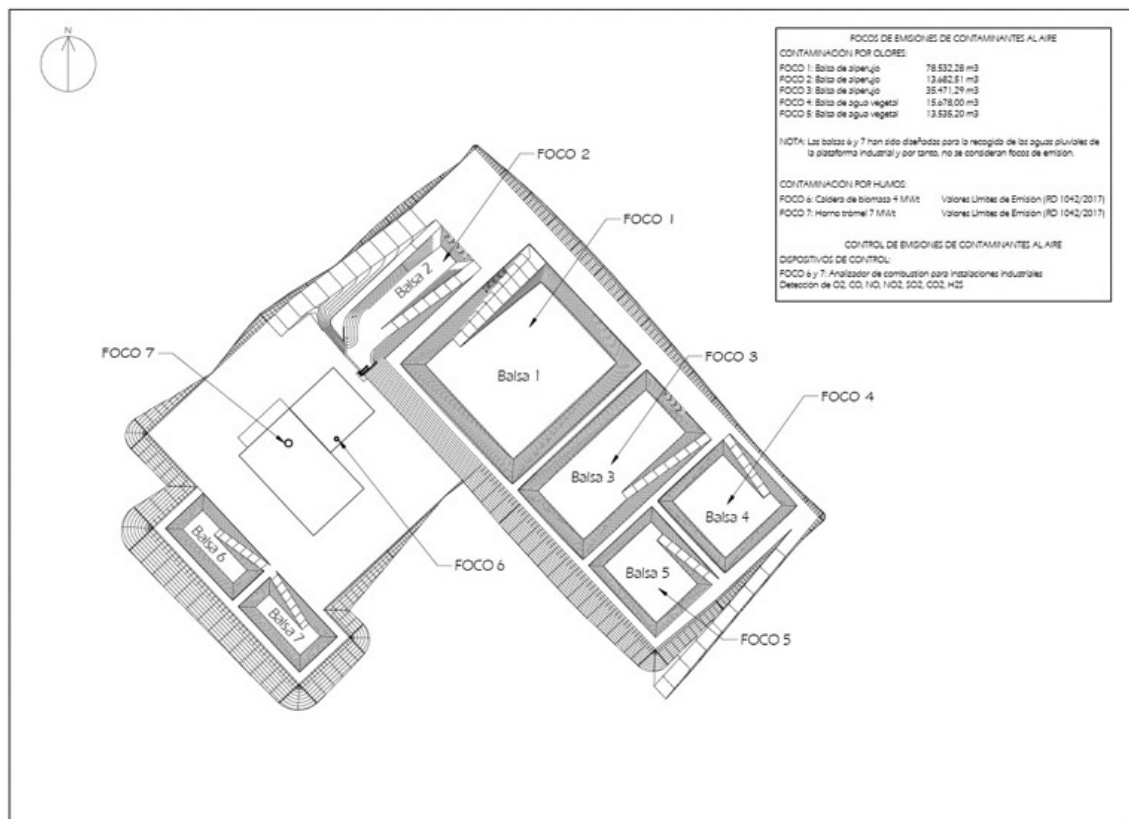 N
FOCOS DE EMISIONES DE CONTAMINANTES AL AIRE
CONTAMINACION POR OLORES:
FOCO 1: Balsa de alperujo 78.532,28 m3
FOCO 2: Balsa de alperujo 13.682,51 m3
FOCO 3: Balsa de alperujo 35.471,29 m3
FOCO 4: Balsa de agua vegetal 15.678,00 m3
FOCO 5: Balsa de agua vegetal 13.535,20 m3
NOTA: Las balsas 6 y 7 han sido diseñadas para la recogida de las aguas pluviales de
la plataforma industrial y por tanto, no se consideran focos de emisión.
CONTAMINACIÓN POR HUMOS:
FOCO 6: Caldera de biomasa 4 MWt Valores Límites de Emisión (RD 1042/2017)
FOCO 7: Horno trómel 7 MWt Valores Límites de Emisión (RD 1042/2017)
CONTROL DE EMISIONES DE CONTAMINANTES AL AIRE
DISPOSITIVOS DE CONTROL:
FOCO 6 y 7: Analizador de combustión para instalaciones industriales
Detección de O2, CO, NO, NO2, SO2, CO2, H2S
FOCO 2
FOCO 1
Balsa 2
FOCO 7
FOCO 3
Balsa 1
FOCO 4
Balsa 3
Balsa 4
Balsa 6
FOCO 6
Balsa 5
Balsa 7
FOCO 5